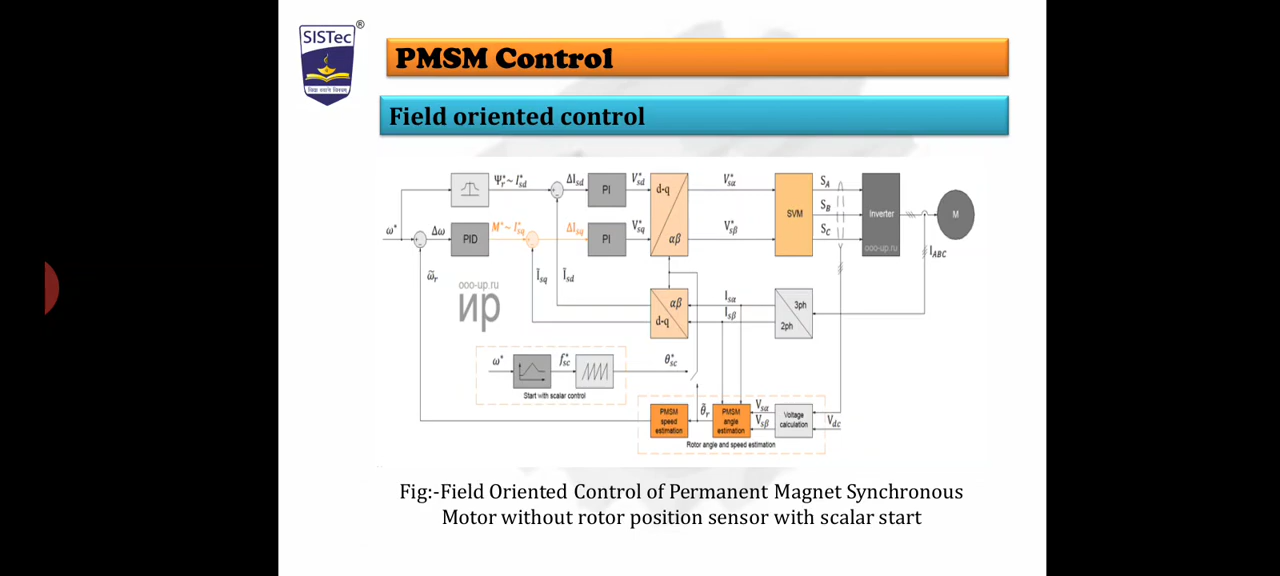 SISTec
®
PMSM Control
Field oriented control
Ψ*r ~ I*sd
ΔIsd
PI
V*sd
d-q
αβ
V*sα
SVM
SA
SB
SC
Inverter
ooo-up.ru
M
ω*
Δω
PID
M* ~ I*sq
ΔIsq
PI
V*sq
V*sβ
IABC
ω̃r
Ĩsq
Ĩsd
ooo-up.ru
ир
αβ
d-q
Isα
Isβ
3ph
2ph
ω*
f*sc
θ*sc
Start with scalar control
PMSM speed estimation
θ̃r
PMSM angle estimation
Vsα
Vsβ
Voltage calculation
Vdc
Rotor angle and speed estimation
Fig:-Field Oriented Control of Permanent Magnet Synchronous
Motor without rotor position sensor with scalar start